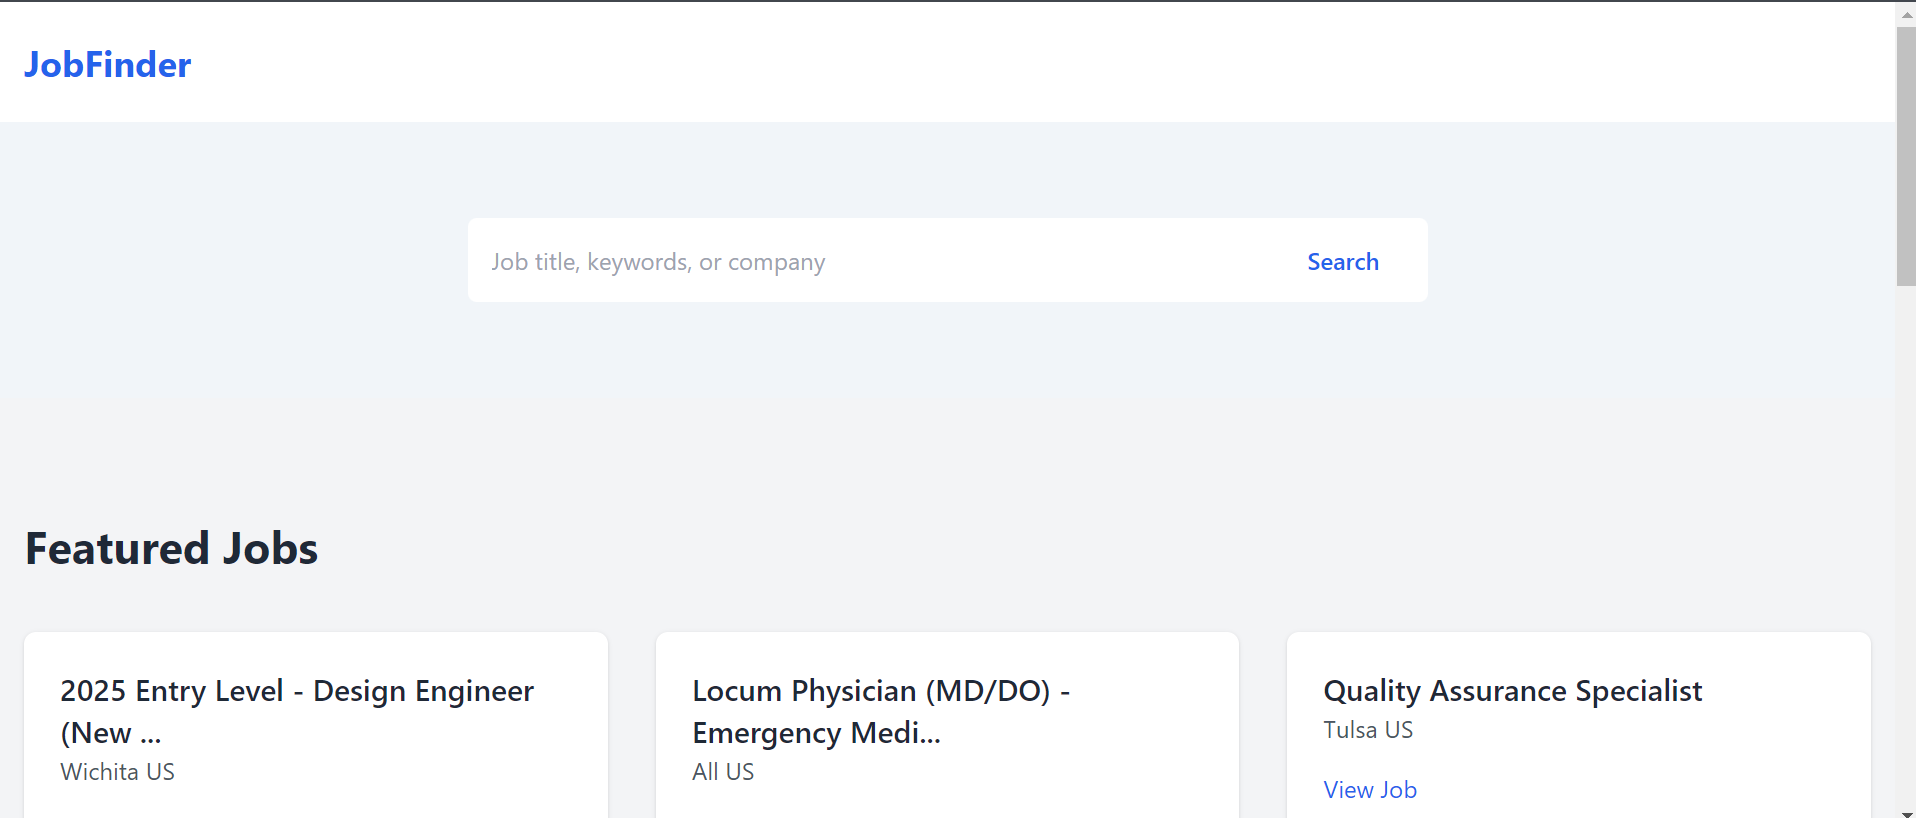 JobFinder
Job title, keywords, or company
Search
Featured Jobs
2025 Entry Level - Design Engineer
(New ...
Wichita US
Locum Physician (MD/DO) -
Emergency Medi...
All US
Quality Assurance Specialist
Tulsa US
View Job